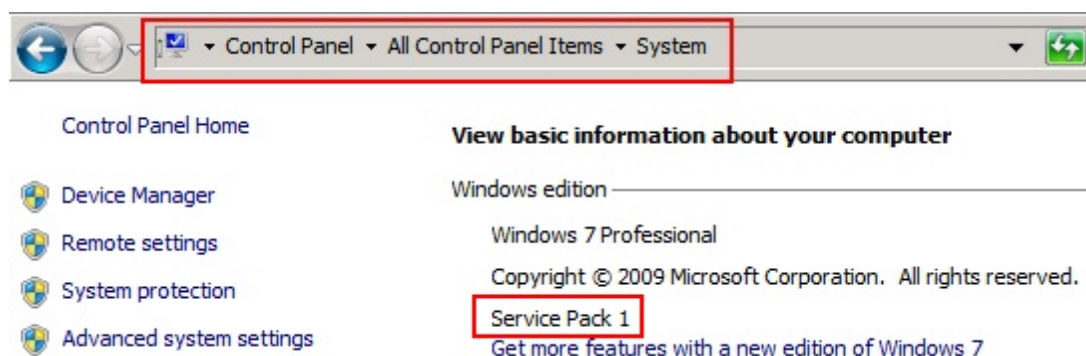 Control Panel All Control Panel Items System
Control Panel Home
View basic information about your computer
Device Manager
Remote settings
System protection
Advanced system settings
Windows edition
Windows 7 Professional
Copyright © 2009 Microsoft Corporation. All rights reserved.
Service Pack 1
Get more features with a new edition of Windows 7